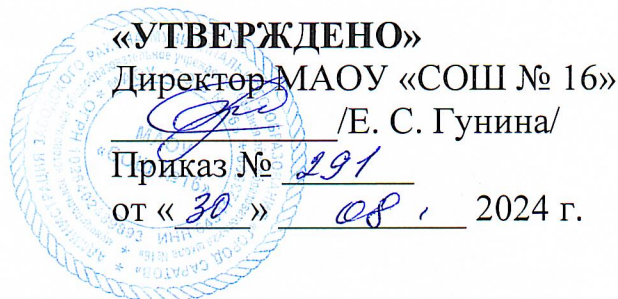 «УТВЕРЖДЕНО»
Директор МАОУ «СОШ № 16»
/Е. С. Гунина/
Приказ № 291
от «30» 08. 2024 г.